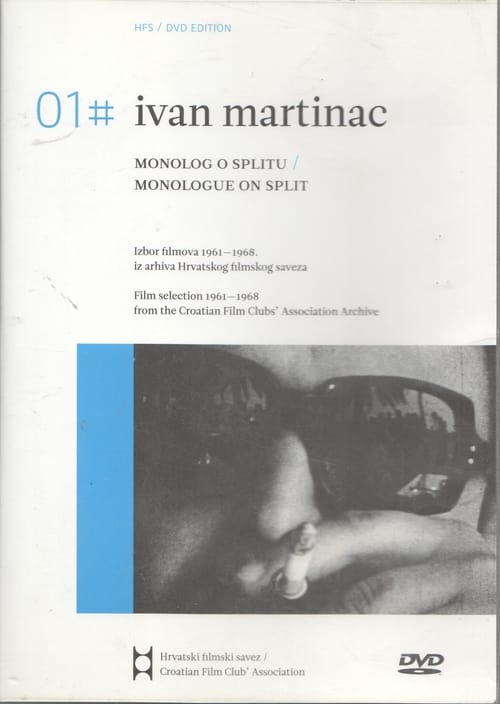 HFS / DVD EDITION
01# ivan martinac
MONOLOG O SPLITU /
MONOLOGUE ON SPLIT
Izbor filmova 1961—1968.
iz arhiva Hrvatskog filmskog saveza
Film selection 1961—1968
from the Croatian Film Clubs' Association Archive
Hrvatski filmski savez /
Croatian Film Club' Association
DVD